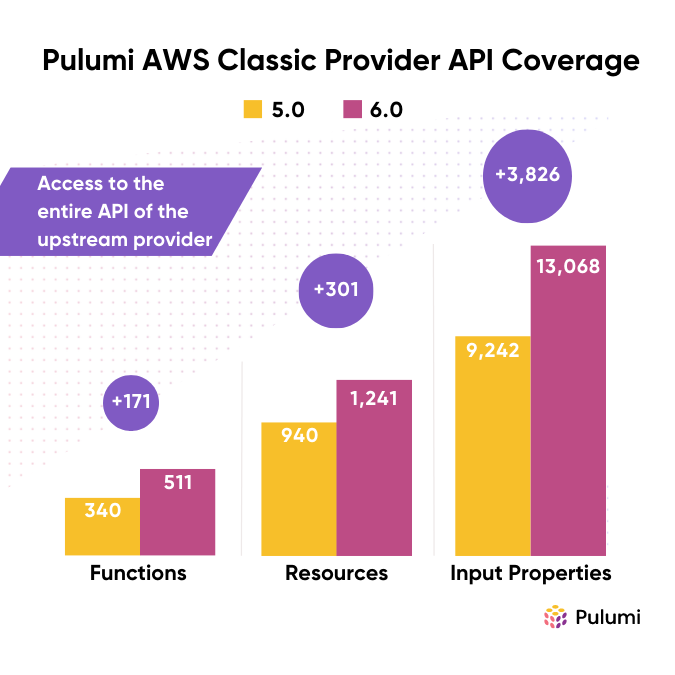 Pulumi AWS Classic Provider API Coverage
5.0 6.0
Access to the
entire API of the
upstream provider
+3,826
+301
+171
13,068
9,242
1,241
940
511
340
Functions Resources Input Properties
Pulumi